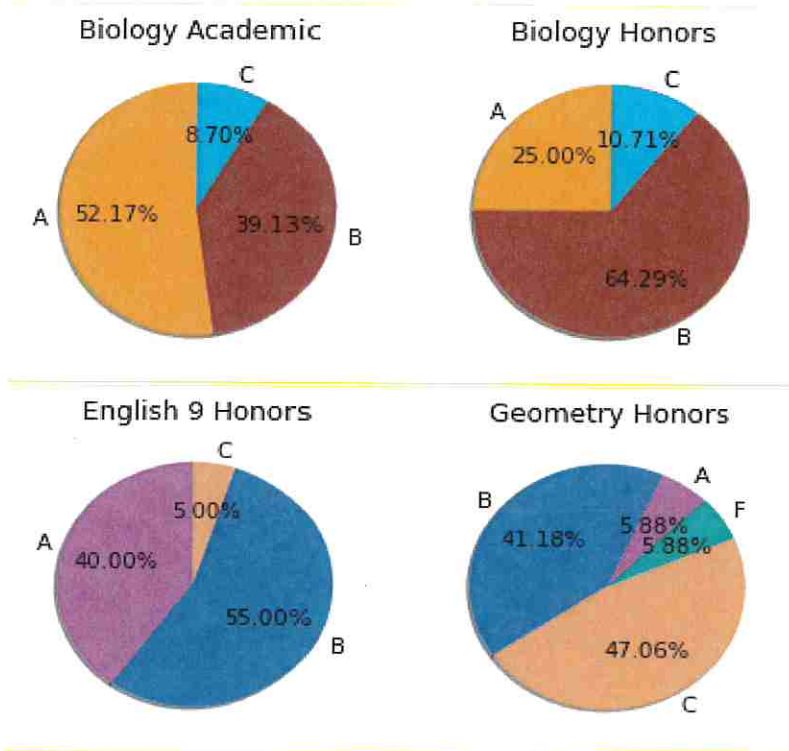 Biology Academic
C
8.70%
A
52.17%
39.13%
B
Biology Honors
C
A
10.71%
25.00%
64.29%
B
English 9 Honors
C
5.00%
A
40.00%
55.00%
B
Geometry Honors
A
B
F
5.88%
41.18%
5.88%
47.06%
C